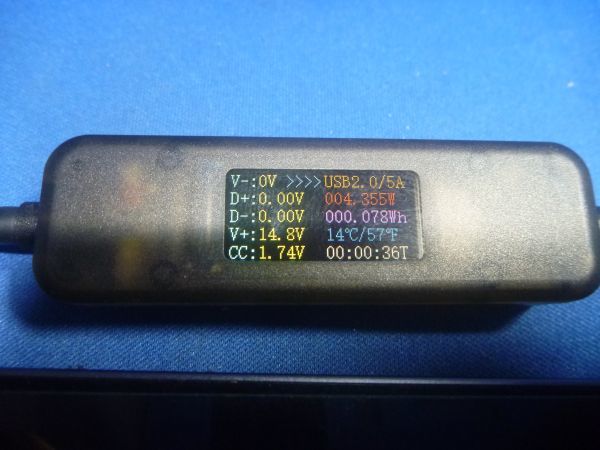 V-:0V >>>>USB2.0/5A
D+:0.00V 004.355W
D-:0.00V 000.078Wh
V+:14.8V 14℃/57℉
CC:1.74V 00:00:36T